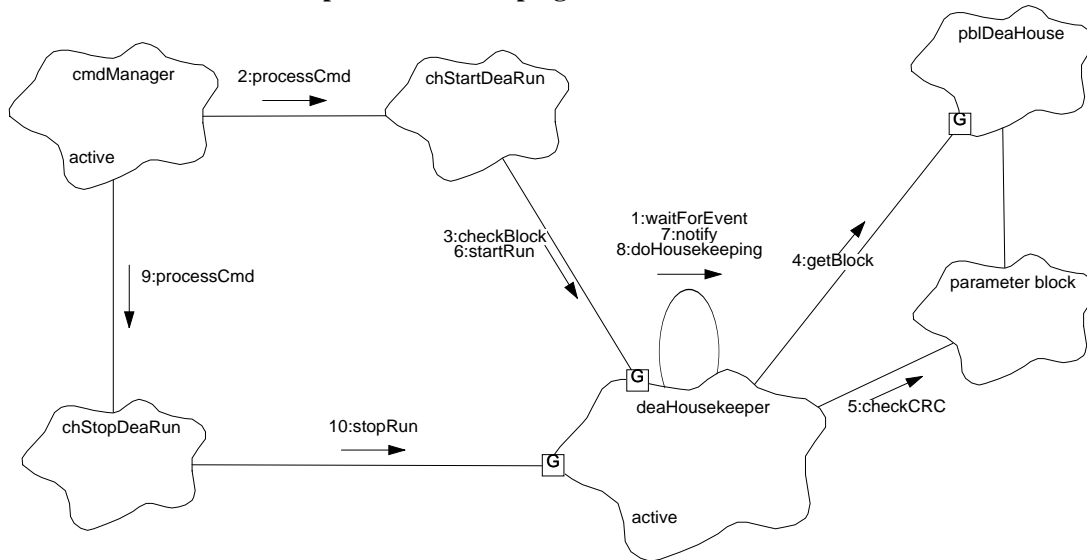 pblDeaHouse
cmdManager
2:processCmd
chStartDeaRun
G
active
3:checkBlock
6:startRun
1:waitForEvent
7:notify
8:doHousekeeping
4:getBlock
9:processCmd
parameter block
G
deaHousekeeper
5:checkCRC
chStopDeaRun
10:stopRun
G
active